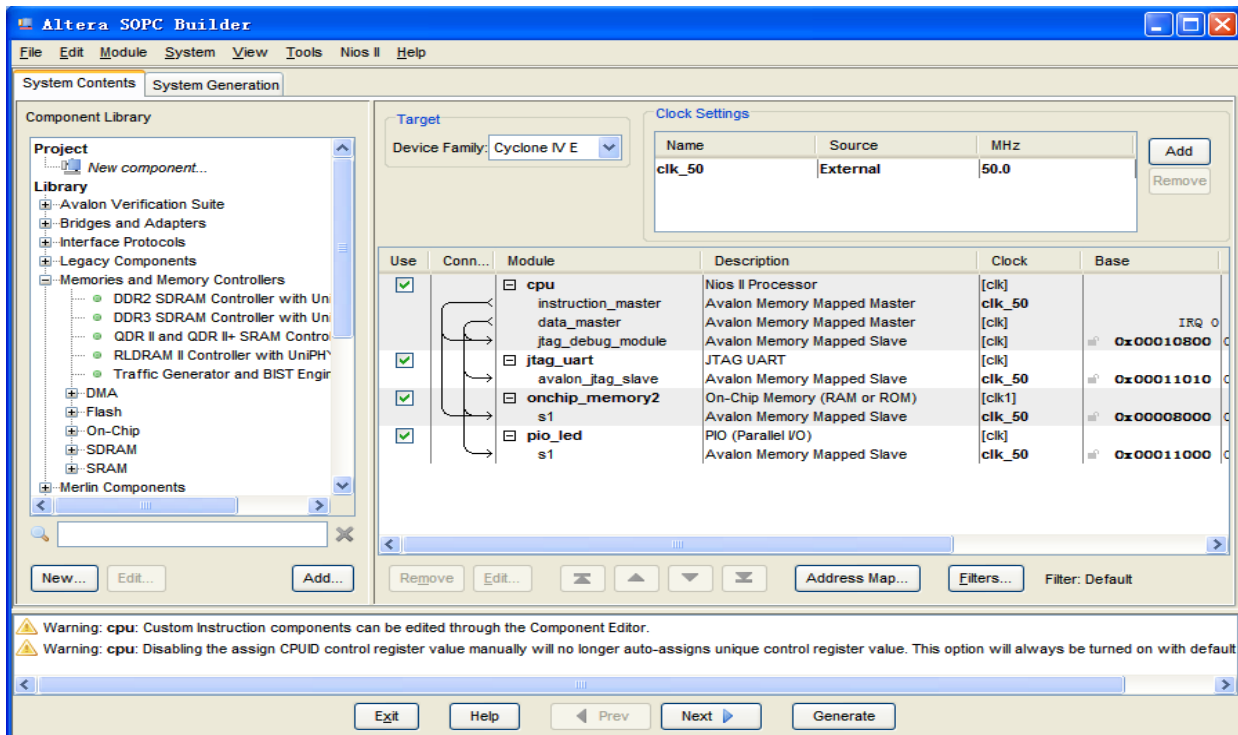 Altera SOPC Builder
File Edit Module System View Tools Nios II Help
System Contents System Generation
Component Library
Project
New component...
Library
Avalon Verification Suite
Bridges and Adapters
Interface Protocols
Legacy Components
Memories and Memory Controllers
DDR2 SDRAM Controller with Uni
DDR3 SDRAM Controller with Uni
QDR II and QDR II+ SRAM Contro
RLDRAM II Controller with UniPHY
Traffic Generator and BIST Engin
DMA
Flash
On-Chip
SDRAM
SRAM
Merlin Components
New... Edit... Add...
Target
Device Family: Cyclone IV E
Clock Settings
Name Source MHz
clk_50 External 50.0
Add
Remove
Use Conn... Module Description Clock Base
cpu Nios II Processor [clk]
instruction_master Avalon Memory Mapped Master clk_50
data_master Avalon Memory Mapped Master [clk] IRQ 0
jtag_debug_module Avalon Memory Mapped Slave [clk] 0x00010800
jtag_uart JTAG UART [clk]
avalon_jtag_slave Avalon Memory Mapped Slave clk_50 0x00011010
onchip_memory2 On-Chip Memory (RAM or ROM) [clk1]
s1 Avalon Memory Mapped Slave clk_50 0x00008000
pio_led PIO (Parallel I/O) [clk]
s1 Avalon Memory Mapped Slave clk_50 0x00011000
Remove Edit... Address Map... Filters... Filter: Default
Warning: cpu: Custom Instruction components can be edited through the Component Editor.
Warning: cpu: Disabling the assign CPUID control register value manually will no longer auto-assigns unique control register value. This option will always be turned on with default
Exit Help Prev Next Generate